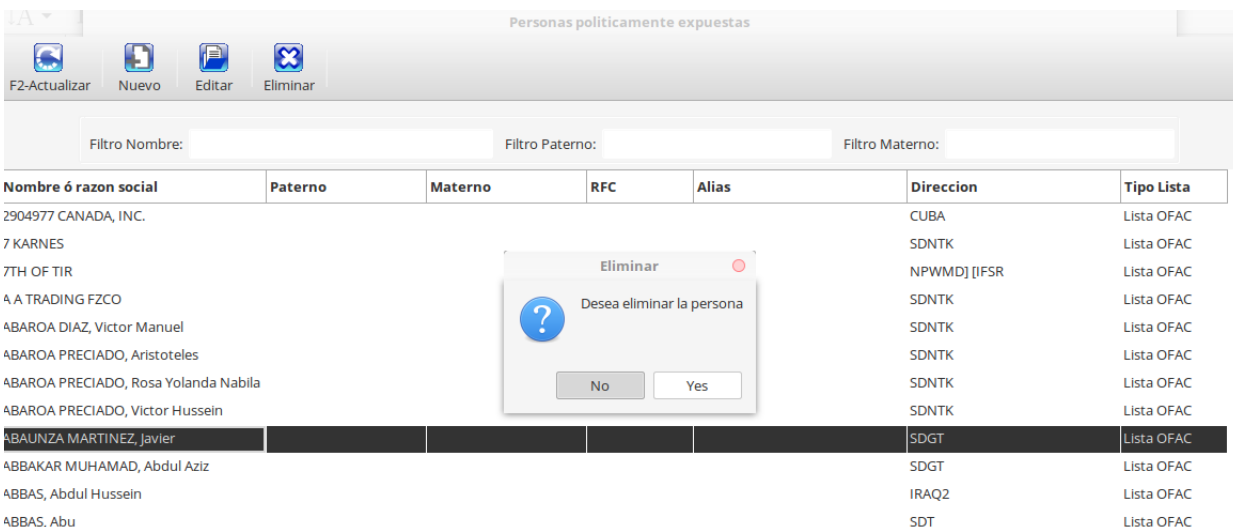 Personas politicamente expuestas
F2-Actualizar Nuevo Editar Eliminar
Filtro Nombre: Filtro Paterno: Filtro Materno:
Nombre ó razon social Paterno Materno RFC Alias Direccion Tipo Lista
2904977 CANADA, INC. CUBA Lista OFAC
7 KARNES SDNTK Lista OFAC
7TH OF TIR NPWMD] [IFSR Lista OFAC
A A TRADING FZCO SDNTK Lista OFAC
ABAROA DIAZ, Victor Manuel SDNTK Lista OFAC
ABAROA PRECIADO, Aristoteles SDNTK Lista OFAC
ABAROA PRECIADO, Rosa Yolanda Nabila SDNTK Lista OFAC
ABAROA PRECIADO, Victor Hussein SDNTK Lista OFAC
ABAUNZA MARTINEZ, Javier SDGT Lista OFAC
ABBAKAR MUHAMAD, Abdul Aziz SDGT Lista OFAC
ABBAS, Abdul Hussein IRAQ2 Lista OFAC
ABBAS, Abu SDT Lista OFAC
Eliminar
Desea eliminar la persona
No Yes